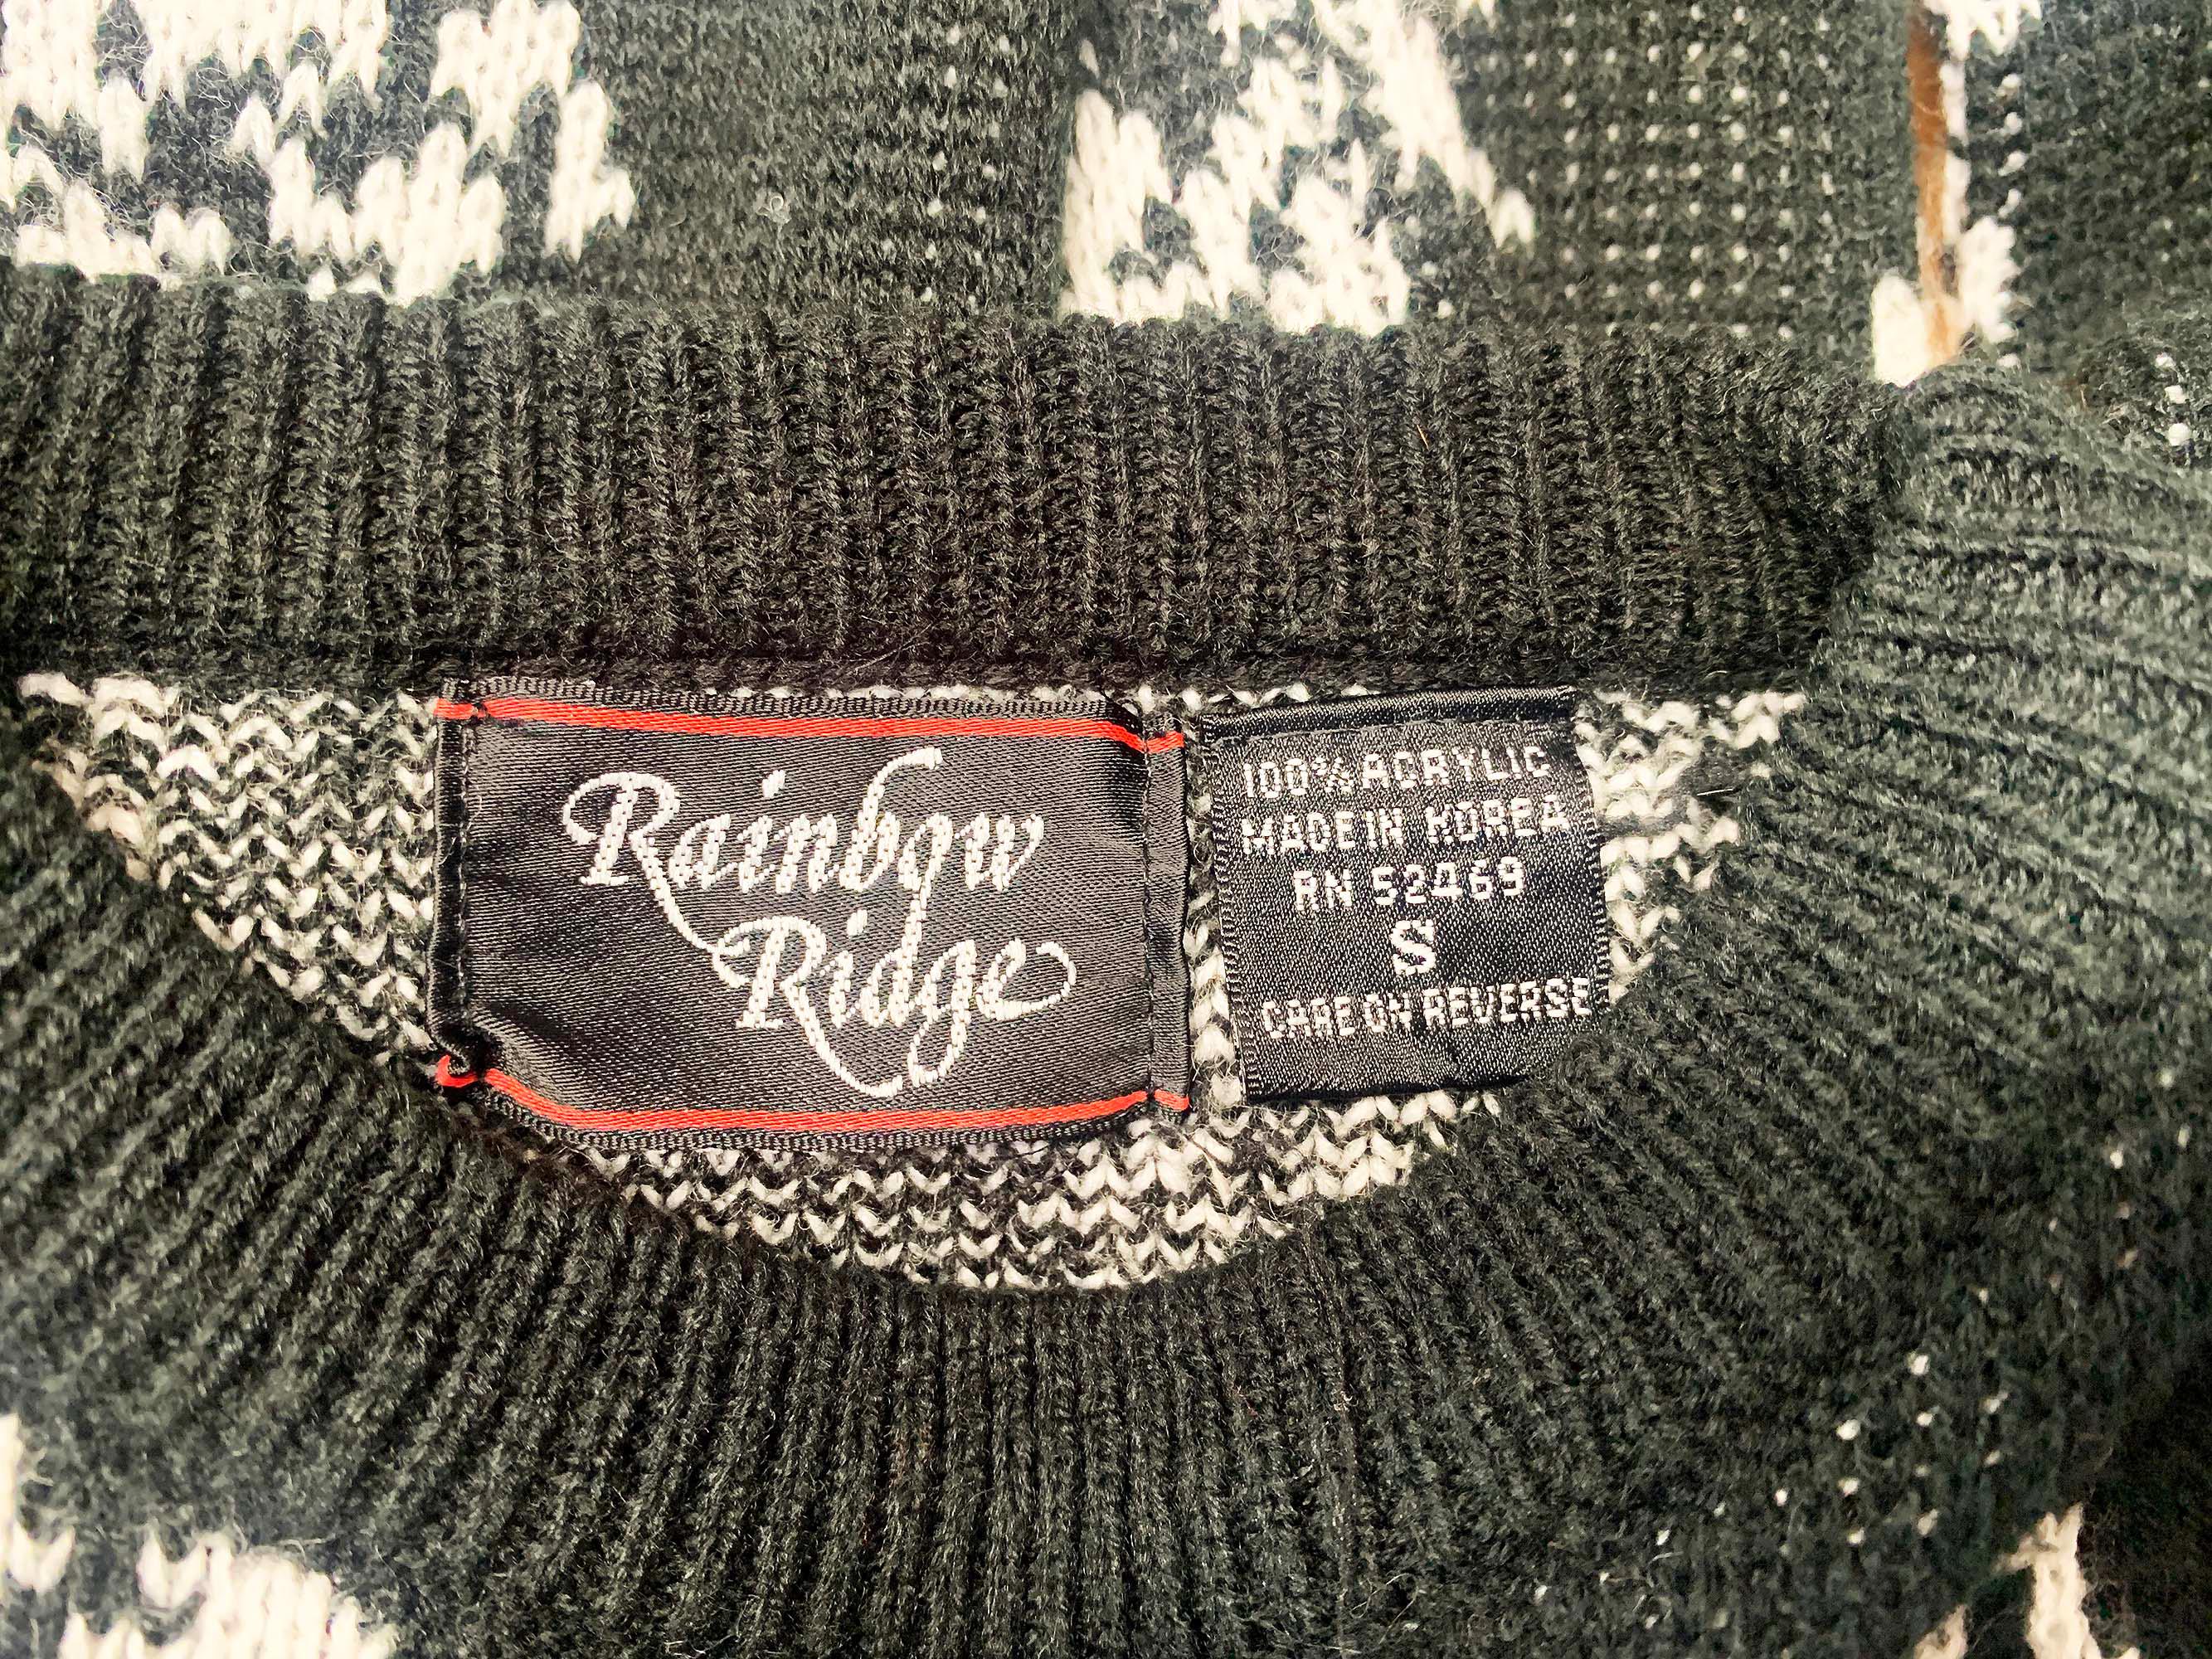 Rainbow
Ridge
100% ACRYLIC
MADE IN KOREA
RN 52469
S
CARE ON REVERSE